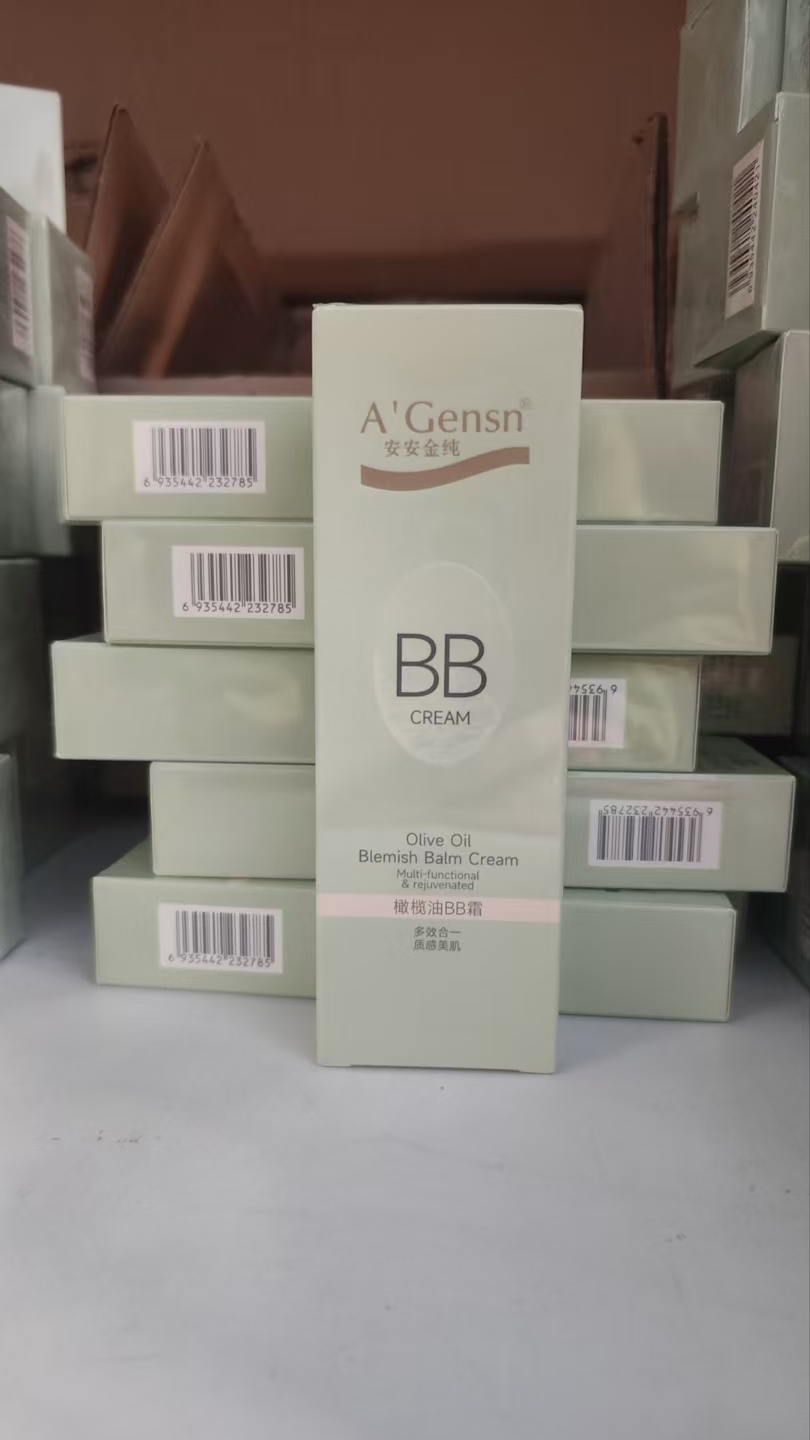 A'Gensn®
安安金纯
BB
CREAM
Olive Oil
Blemish Balm Cream
Multi-functional
& rejuvenated
橄榄油BB霜
多效合一
质感美肌
6 935442 232785
6 935442 232785
6 93544
6 935442 232785
6 935442 232785